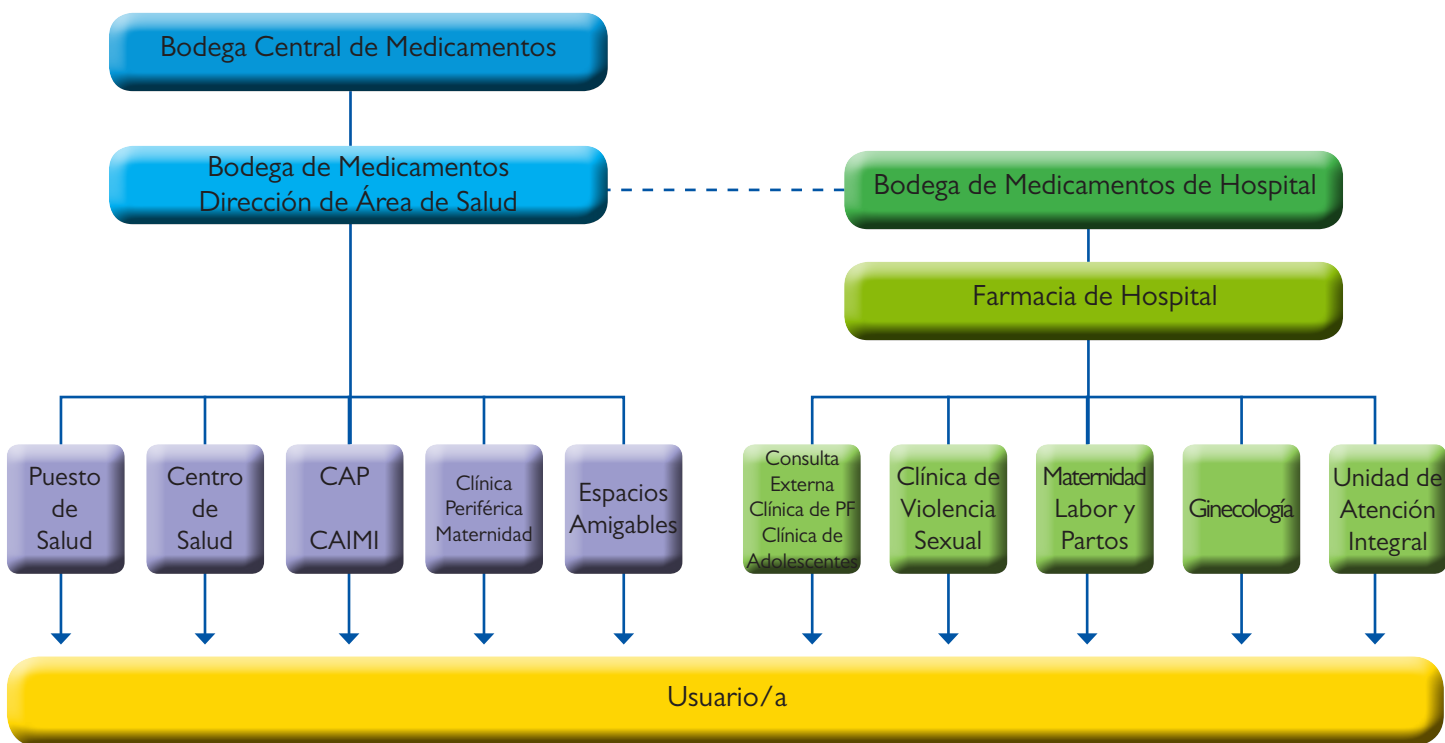 Bodega Central de Medicamentos
Bodega de Medicamentos
Dirección de Área de Salud
Bodega de Medicamentos de Hospital
Farmacia de Hospital
Puesto
de
Salud
Centro
de
Salud
CAP
CAIMI
Clínica
Periférica
Maternidad
Espacios
Amigables
Consulta
Externa
Clínica de PF
Clínica de
Adolescentes
Clínica de
Violencia
Sexual
Maternidad
Labor y
Partos
Ginecología
Unidad de
Atención
Integral
Usuario/a